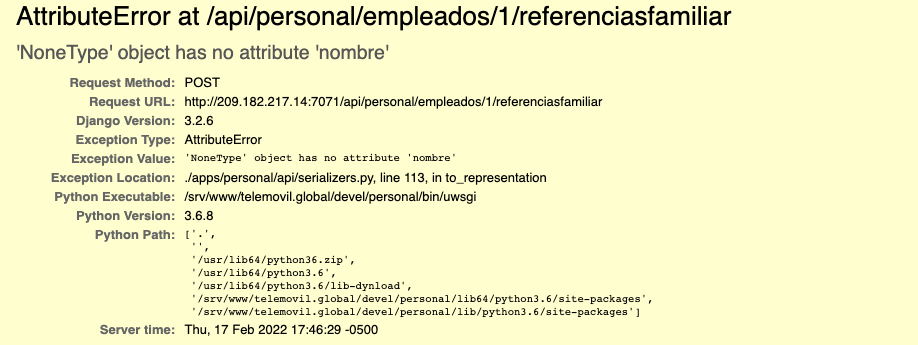 AttributeError at /api/personal/empleados/1/referenciasfamiliar
'NoneType' object has no attribute 'nombre'
Request Method: POST
Request URL: http://209.182.217.14:7071/api/personal/empleados/1/referenciasfamiliar
Django Version: 3.2.6
Exception Type: AttributeError
Exception Value: 'NoneType' object has no attribute 'nombre'
Exception Location: ./apps/personal/api/serializers.py, line 113, in to_representation
Python Executable: /srv/www/telemovil.global/devel/personal/bin/uwsgi
Python Version: 3.6.8
Python Path: ['.',
'',
'/usr/lib64/python36.zip',
'/usr/lib64/python3.6',
'/usr/lib64/python3.6/lib-dynload',
'/srv/www/telemovil.global/devel/personal/lib64/python3.6/site-packages',
'/srv/www/telemovil.global/devel/personal/lib/python3.6/site-packages']
Server time: Thu, 17 Feb 2022 17:46:29 -0500